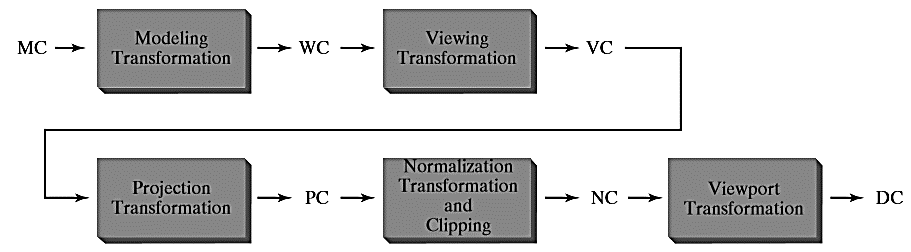 MC
Modeling
Transformation
WC
Viewing
Transformation
VC
Projection
Transformation
PC
Normalization
Transformation
and
Clipping
NC
Viewport
Transformation
DC